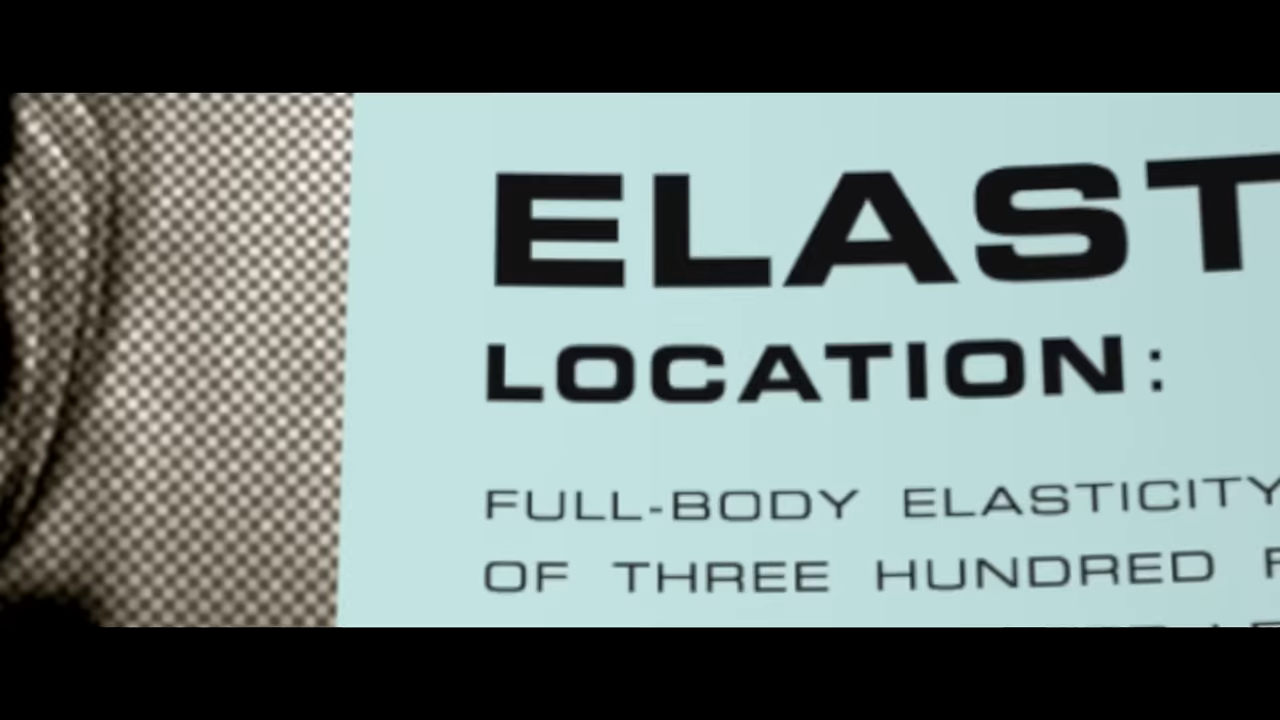 ELAST
LOCATION:
FULL-BODY ELASTICITY
OF THREE HUNDRED